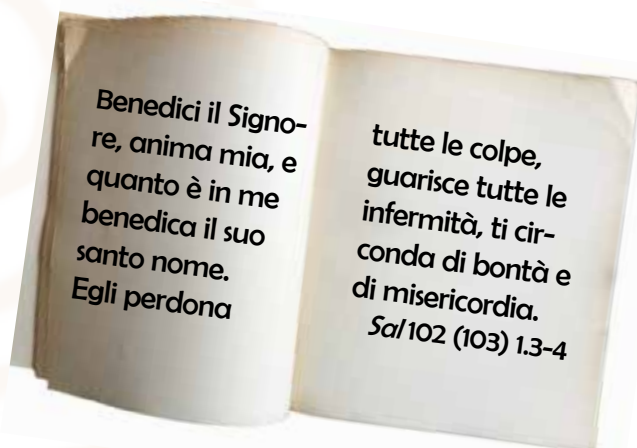 Benedici il Signo-
re, anima mia, e
quanto è in me
benedica il suo
santo nome.
Egli perdona
tutte le colpe,
guarisce tutte le
infermità, ti cir-
conda di bontà e
di misericordia.
Sal 102 (103) 1.3-4